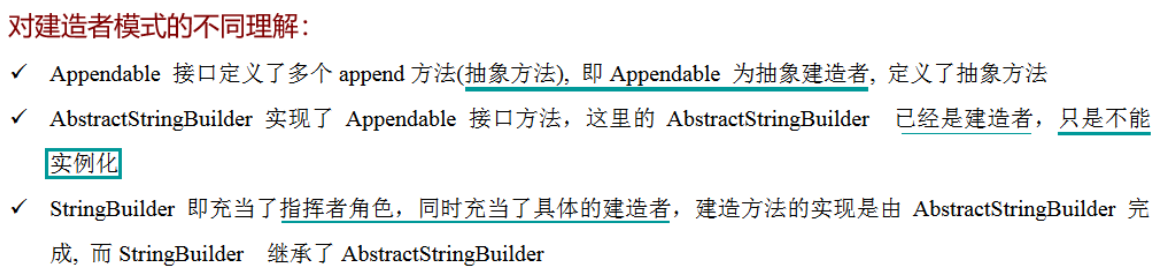 对建造者模式的不同理解：
✓ Appendable 接口定义了多个 append 方法(抽象方法), 即 Appendable 为抽象建造者, 定义了抽象方法
✓ AbstractStringBuilder 实现了 Appendable 接口方法，这里的 AbstractStringBuilder 已经是建造者，只是不能
实例化
✓ StringBuilder 即充当了指挥者角色，同时充当了具体的建造者，建造方法的实现是由 AbstractStringBuilder 完
成, 而 StringBuilder 继承了 AbstractStringBuilder